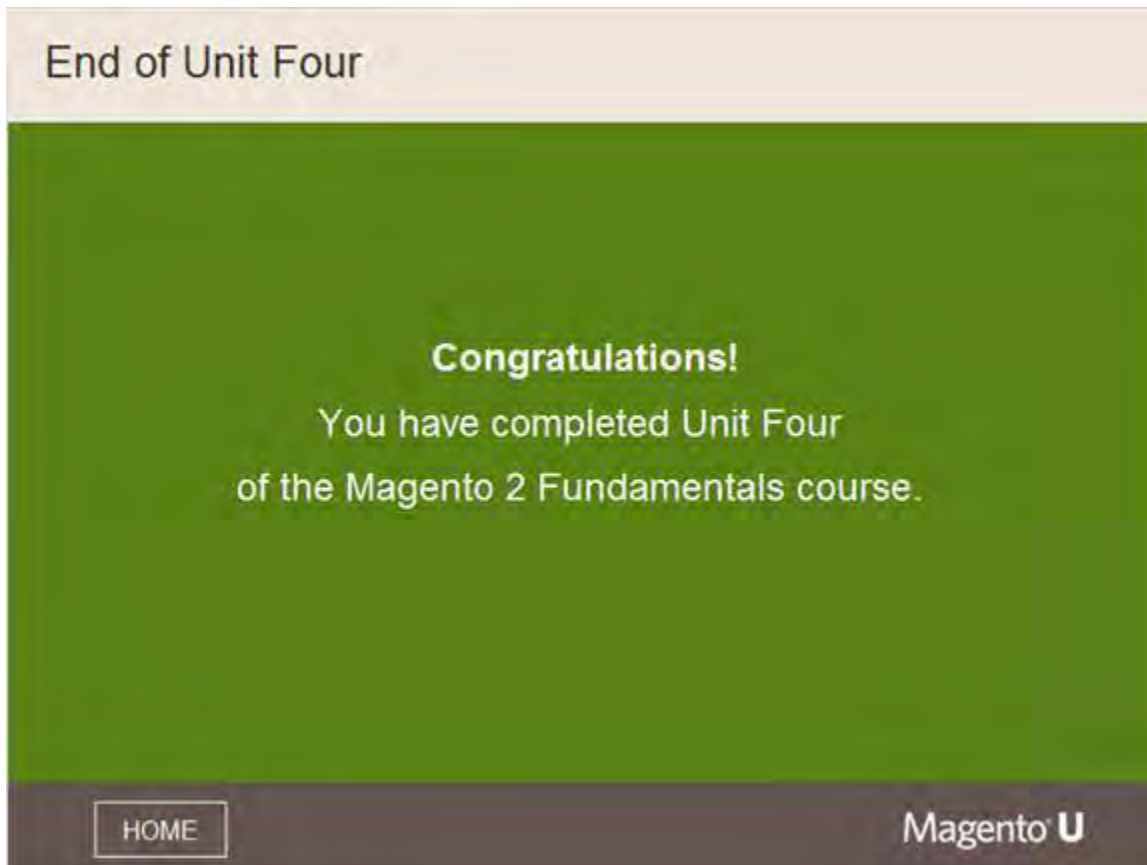 End of Unit Four
Congratulations!
You have completed Unit Four
of the Magento 2 Fundamentals course.
HOME
Magento U